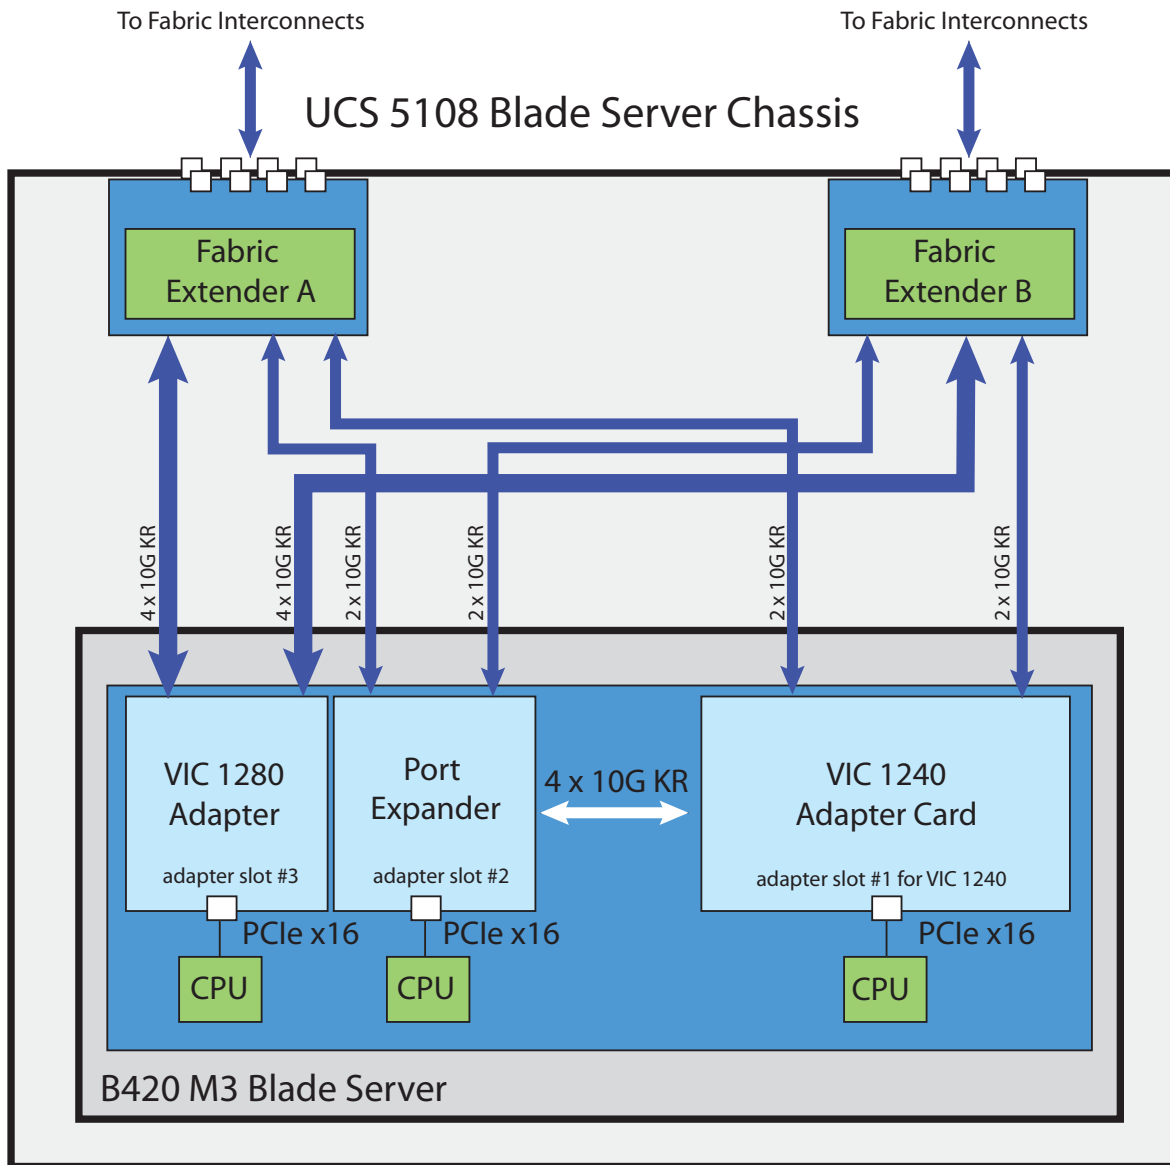 To Fabric Interconnects
To Fabric Interconnects
UCS 5108 Blade Server Chassis
Fabric
Extender A
Fabric
Extender B
4 x 10G KR
4 x 10G KR
2 x 10G KR
2 x 10G KR
2 x 10G KR
2 x 10G KR
VIC 1280
Adapter
adapter slot #3
Port
Expander
adapter slot #2
4 x 10G KR
VIC 1240
Adapter Card
adapter slot #1 for VIC 1240
PCIe x16
PCIe x16
PCIe x16
CPU
CPU
CPU
B420 M3 Blade Server